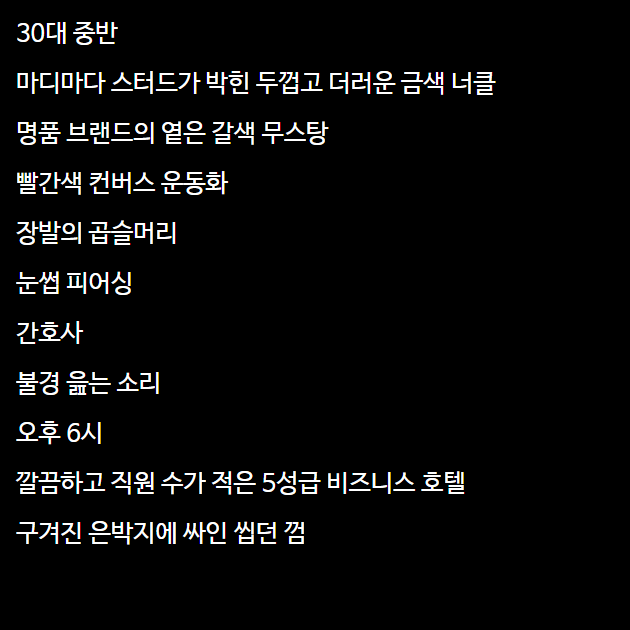 30대 중반
마디마다 스터드가 박힌 두껍고 더러운 금색 너클
명품 브랜드의 옅은 갈색 무스탕
빨간색 컨버스 운동화
장발의 곱슬머리
눈썹 피어싱
간호사
불경 읊는 소리
오후 6시
깔끔하고 직원 수가 적은 5성급 비즈니스 호텔
구겨진 은박지에 싸인 씹던 껌